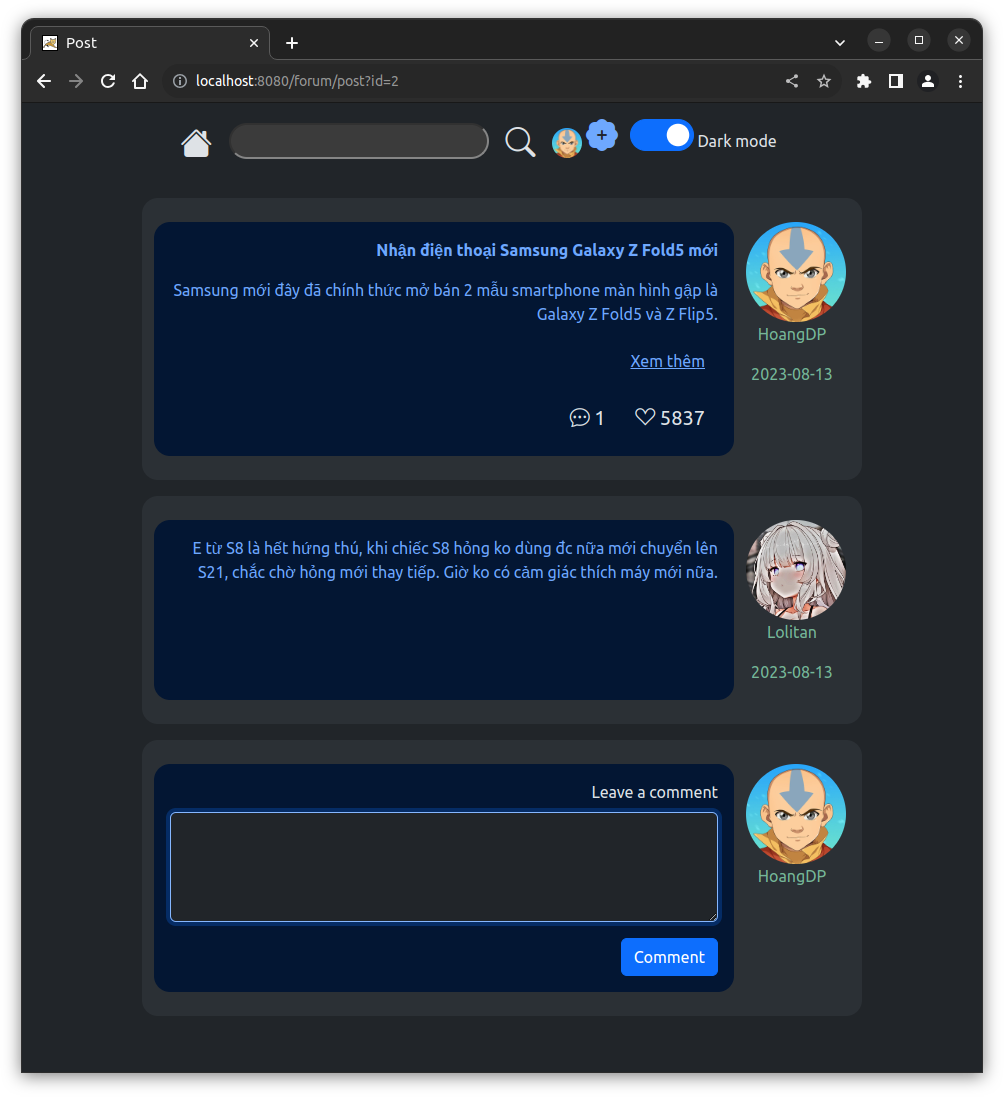 Post
localhost:8080/forum/post?id=2
Dark mode
Nhận điện thoại Samsung Galaxy Z Fold5 mới
Samsung mới đây đã chính thức mở bán 2 mẫu smartphone màn hình gập là
Galaxy Z Fold5 và Z Flip5.
Xem thêm
1 5837
HoangDP
2023-08-13
E từ S8 là hết hứng thú, khi chiếc S8 hỏng ko dùng đc nữa mới chuyển lên
S21, chắc chờ hỏng mới thay tiếp. Giờ ko có cảm giác thích máy mới nữa.
Lolitan
2023-08-13
Leave a comment
Comment
HoangDP